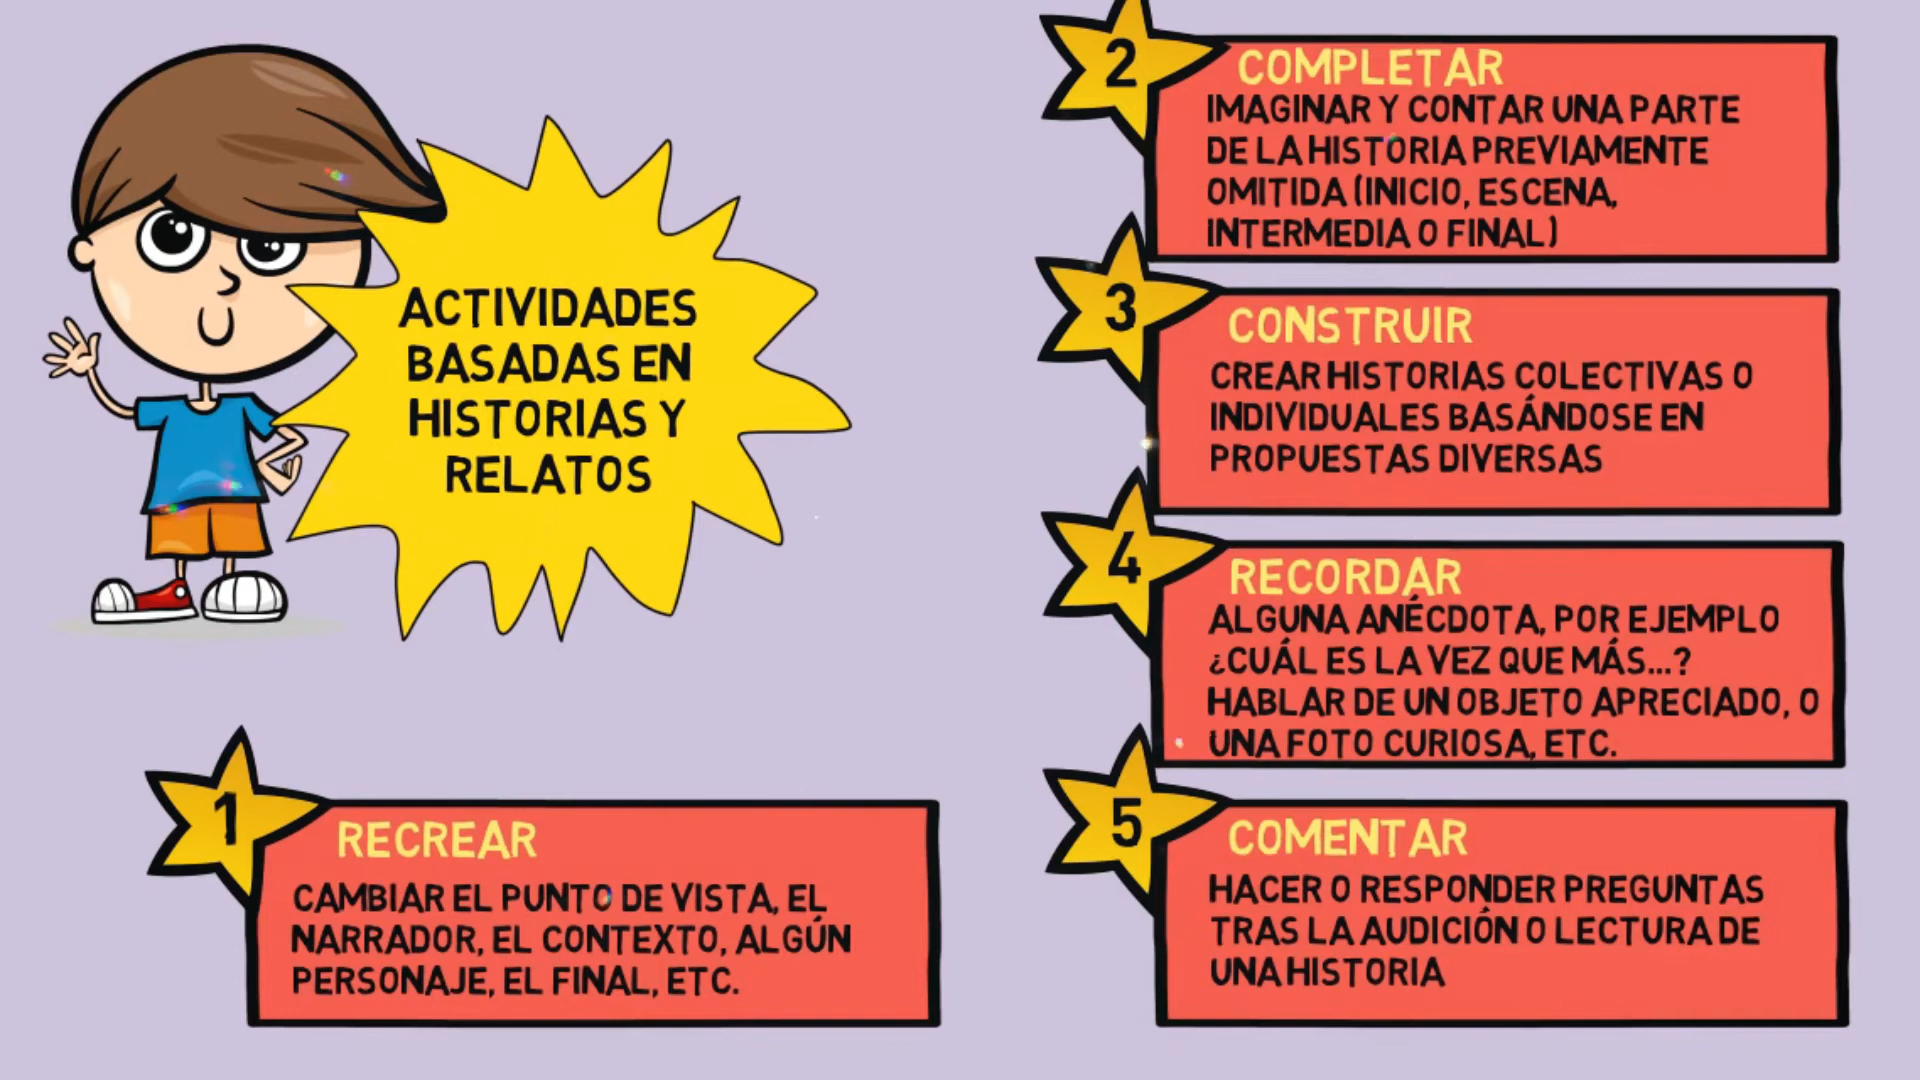 ACTIVIDADES
BASADAS EN
HISTORIAS Y
RELATOS
1
RECREAR
CAMBIAR EL PUNTO DE VISTA, EL
NARRADOR, EL CONTEXTO, ALGÚN
PERSONAJE, EL FINAL, ETC.
2
COMPLETAR
IMAGINAR Y CONTAR UNA PARTE
DE LA HISTORIA PREVIAMENTE
OMITIDA (INICIO, ESCENA,
INTERMEDIA O FINAL)
3
CONSTRUIR
CREAR HISTORIAS COLECTIVAS O
INDIVIDUALES BASÁNDOSE EN
PROPUESTAS DIVERSAS
4
RECORDAR
ALGUNA ANÉCDOTA, POR EJEMPLO
¿CUÁL ES LA VEZ QUE MÁS...?
HABLAR DE UN OBJETO APRECIADO, O
UNA FOTO CURIOSA, ETC.
5
COMENTAR
HACER O RESPONDER PREGUNTAS
TRAS LA AUDICIÓN O LECTURA DE
UNA HISTORIA